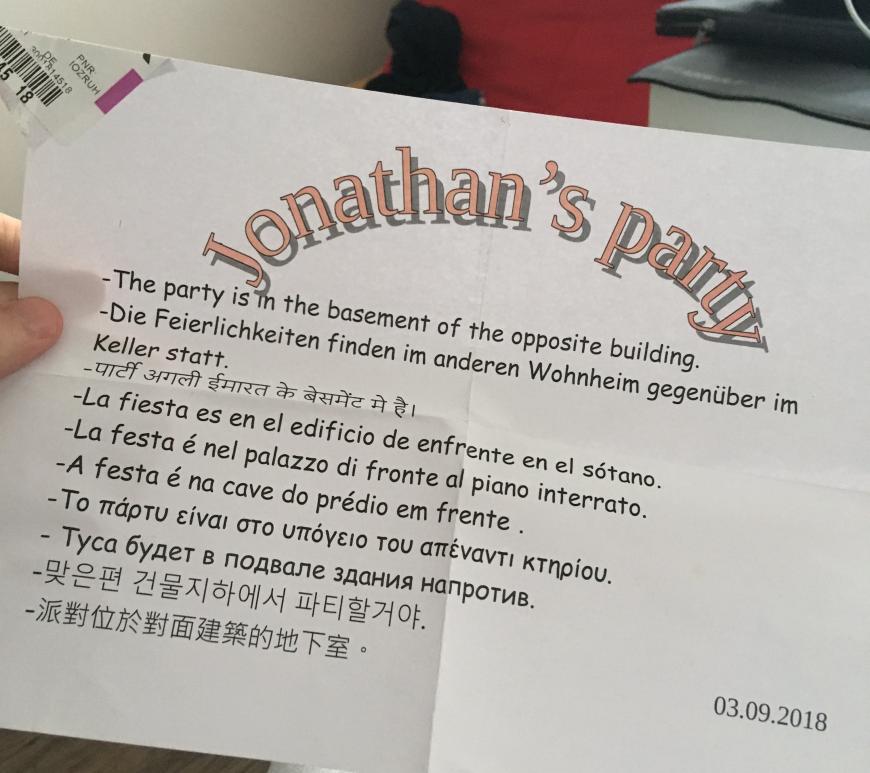 PNR
IOZRUH
Jonathan's party
-The party is in the basement of the opposite building.
-Die Feierlichkeiten finden im anderen Wohnheim gegenüber im
Keller statt.
-पार्टी अगली ईमारत के बेसमेंट मे है।
-La fiesta es en el edificio de enfrente en el sótano.
-La festa é nel palazzo di fronte al piano interrato.
-A festa é na cave do prédio em frente .
-Το πάρτυ είναι στο υπόγειο του απέναντι κτηρίου.
- Туса будет в подвале здания напротив.
-맞은편 건물지하에서 파티할거야.
-派對位於對面建築的地下室。
03.09.2018